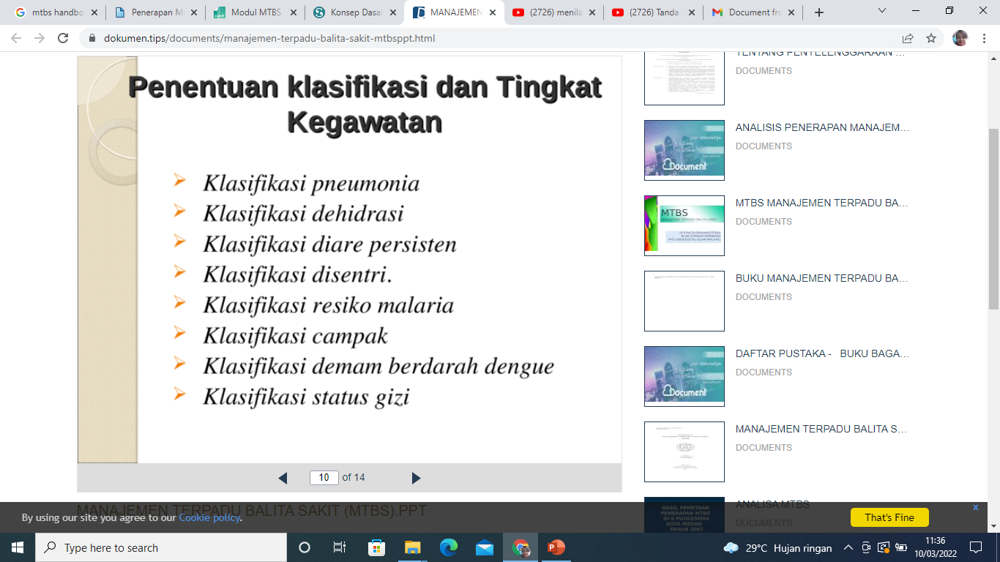 mtbs handbo
Penerapan M
Modul MTBS
Konsep Dasar
MANAJEMEN
(2726) menila
(2726) Tanda
Document fro
dokumen.tips/documents/manajemen-terpadu-balita-sakit-mtbsppt.html
Penentuan klasifikasi dan Tingkat
Kegawatan
Klasifikasi pneumonia
Klasifikasi dehidrasi
Klasifikasi diare persisten
Klasifikasi disentri.
Klasifikasi resiko malaria
Klasifikasi campak
Klasifikasi demam berdarah dengue
Klasifikasi status gizi
10 of 14
MANAJEMEN TERPADU BALITA SAKIT (MTBS).PPT
TENTANG PENYELENGGARAAN ...
DOCUMENTS
ANALISIS PENERAPAN MANAJEM...
DOCUMENTS
Document
MTBS MANAJEMEN TERPADU BA...
DOCUMENTS
MTBS
MANAJEMEN TERPADU BALITA SAKIT
BUKU MANAJEMEN TERPADU BA...
DOCUMENTS
DAFTAR PUSTAKA - BUKU BAGA...
DOCUMENTS
Document
MANAJEMEN TERPADU BALITA S...
DOCUMENTS
ANALISA MTBS
DOCUMENTS
HASIL PEMETAAN
PENERAPAN MTBS
DI 8 PUSKESMAS
KOTA MEDAN
TAHUN 2007
By using our site you agree to our Cookie policy.
That's Fine
x
Type here to search
29°C Hujan ringan
11:36
10/03/2022